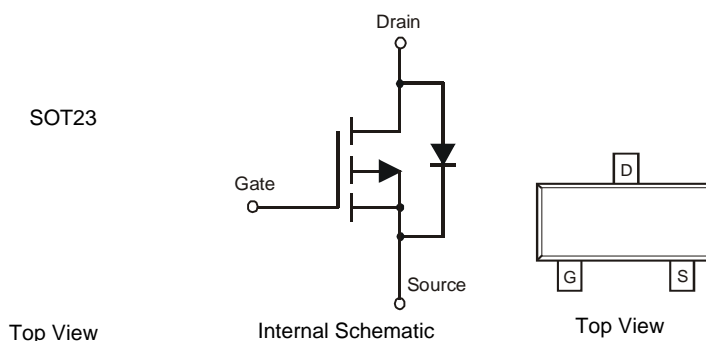 Drain
SOT23
Gate
D
G
S
Source
Top View
Internal Schematic
Top View